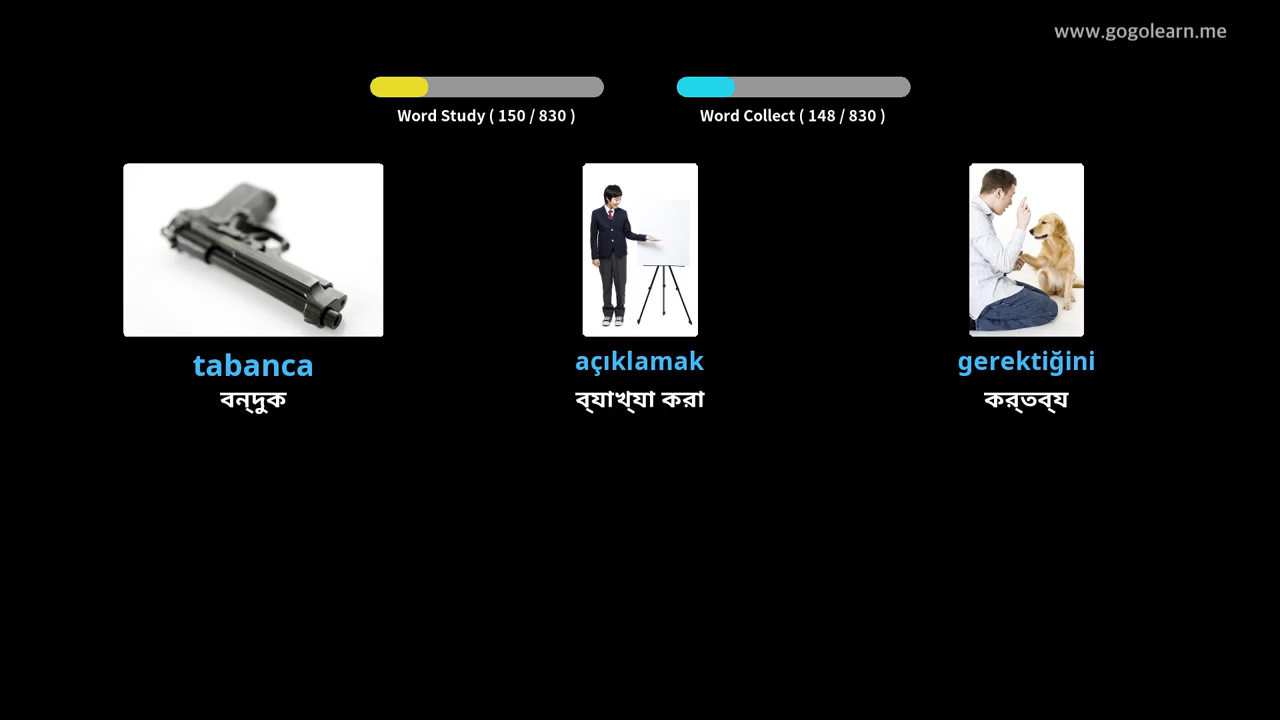 www.gogolearn.me
Word Study ( 150 / 830 )
Word Collect ( 148 / 830 )
tabanca
açıklamak
gerektiğini
বন্দুক
ব্যাখ্যা করা
কর্তব্য